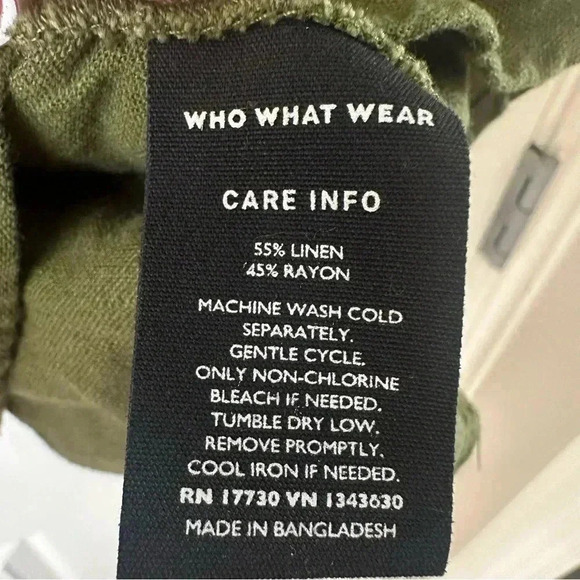 WHO WHAT WEAR
CARE INFO
55% LINEN
45% RAYON
MACHINE WASH COLD
SEPARATELY.
GENTLE CYCLE.
ONLY NON-CHLORINE
BLEACH IF NEEDED.
TUMBLE DRY LOW.
REMOVE PROMPTLY.
COOL IRON IF NEEDED.
RN 17730 VN 1343630
MADE IN BANGLADESH